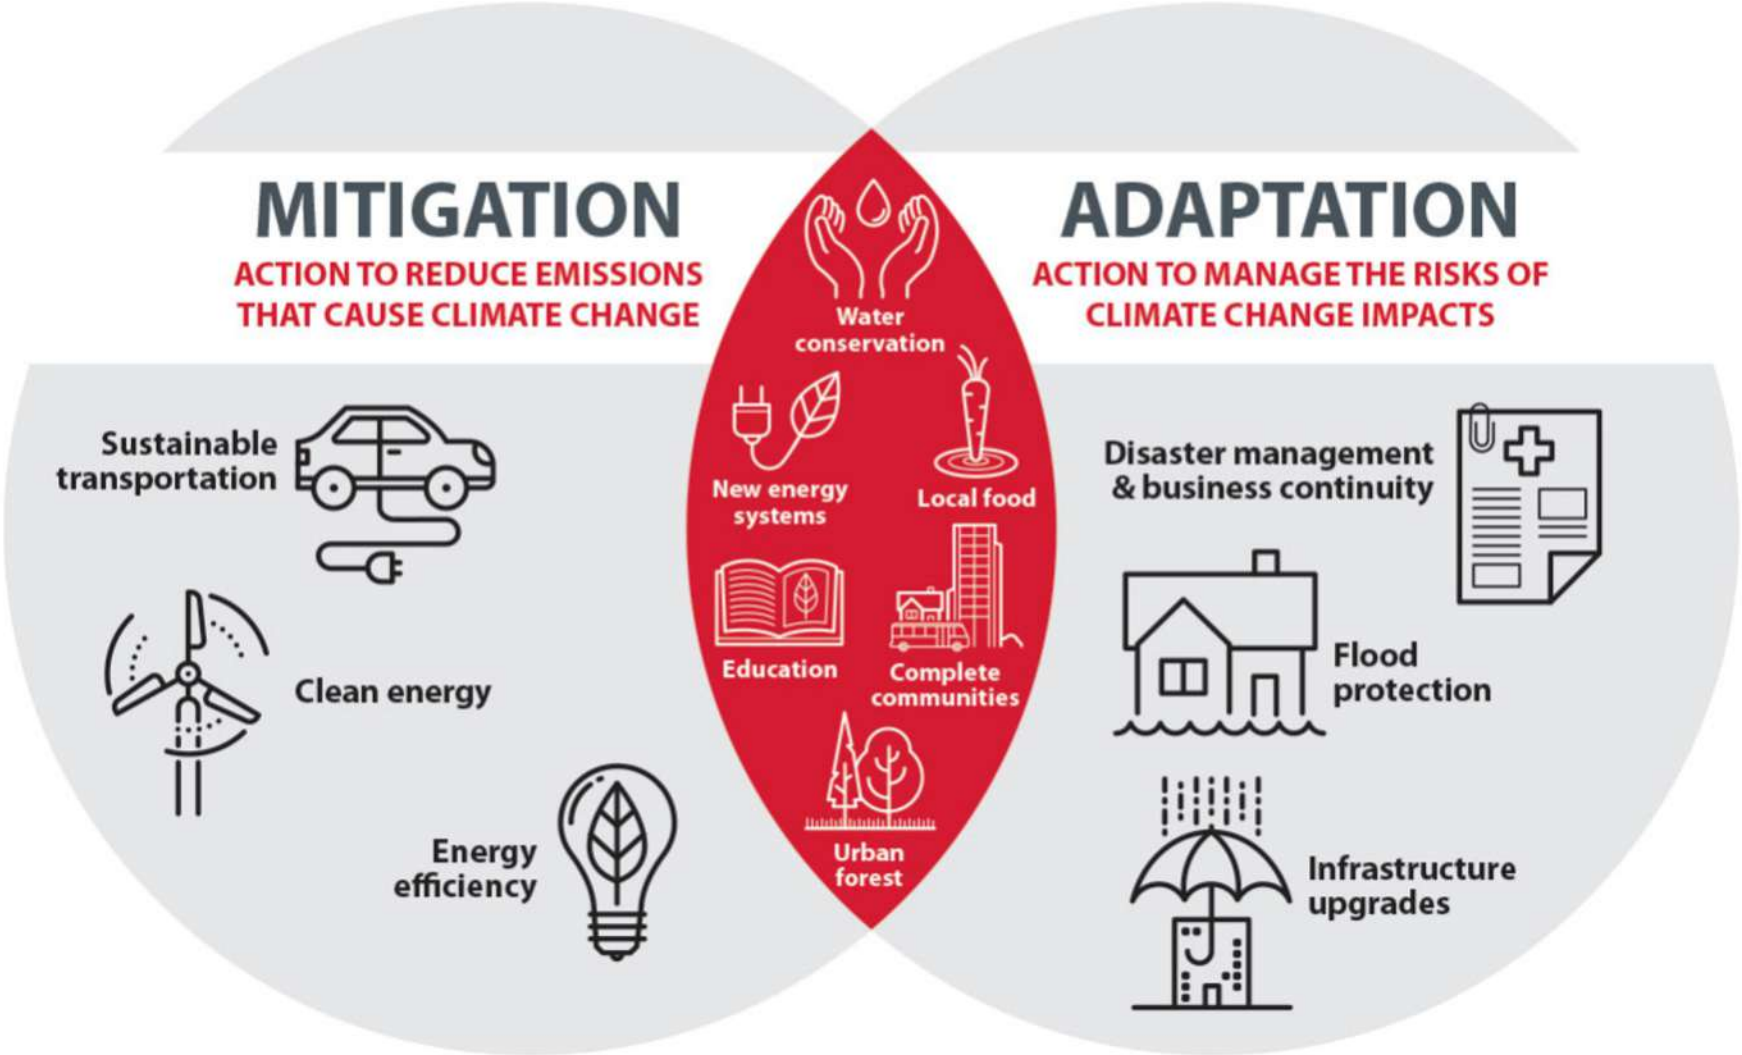 MITIGATION
ACTION TO REDUCE EMISSIONS
THAT CAUSE CLIMATE CHANGE
Sustainable
transportation
Clean energy
Energy
efficiency
Water
conservation
New energy
systems
Local food
Education
Complete
communities
Urban
forest
ADAPTATION
ACTION TO MANAGE THE RISKS OF
CLIMATE CHANGE IMPACTS
Disaster management
& business continuity
Flood
protection
Infrastructure
upgrades